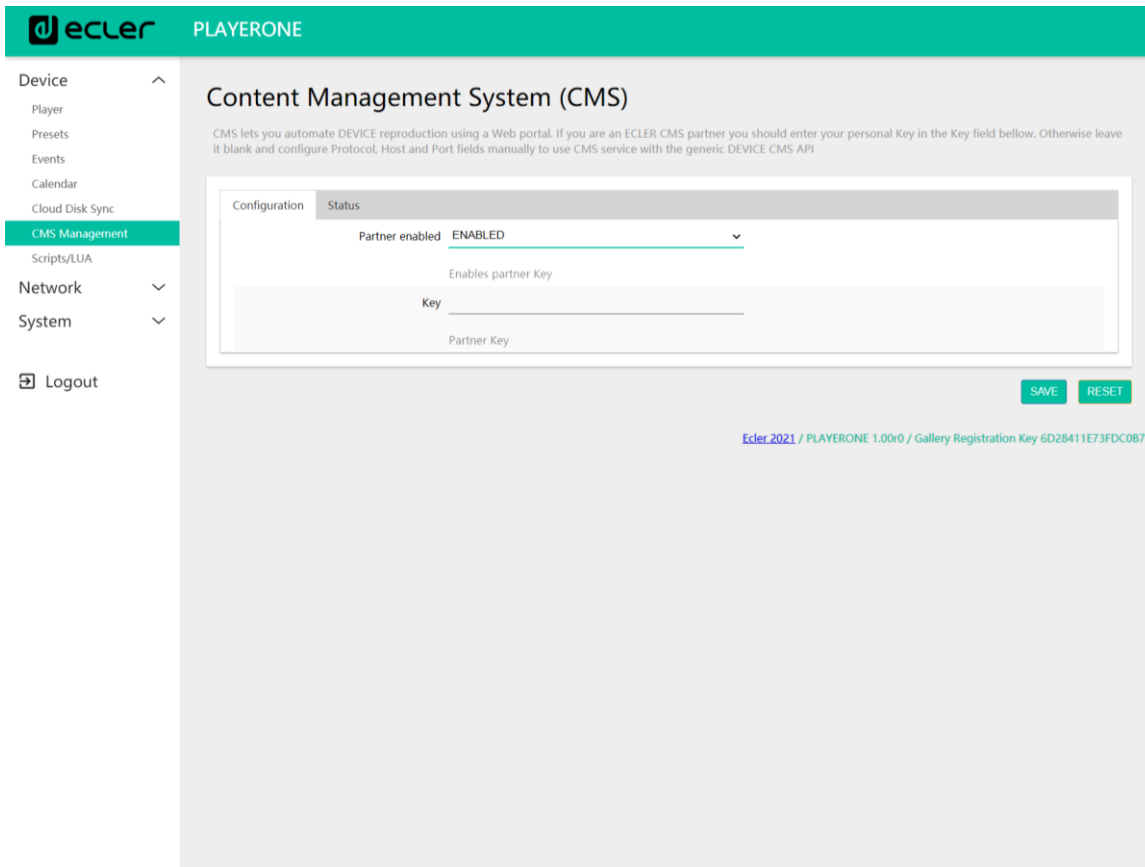 ecler
PLAYERONE
Device
Player
Presets
Events
Calendar
Cloud Disk Sync
CMS Management
Scripts/LUA
Network
System
Logout
Content Management System (CMS)
CMS lets you automate DEVICE reproduction using a Web portal. If you are an ECLER CMS partner you should enter your personal Key in the Key field bellow. Otherwise leave
it blank and configure Protocol, Host and Port fields manually to use CMS service with the generic DEVICE CMS API
Configuration Status
Partner enabled ENABLED
Enables partner Key
Key
Partner Key
SAVE RESET
Ecler 2021 / PLAYERONE 1.00r0 / Gallery Registration Key 6D28411E73FDC0B7